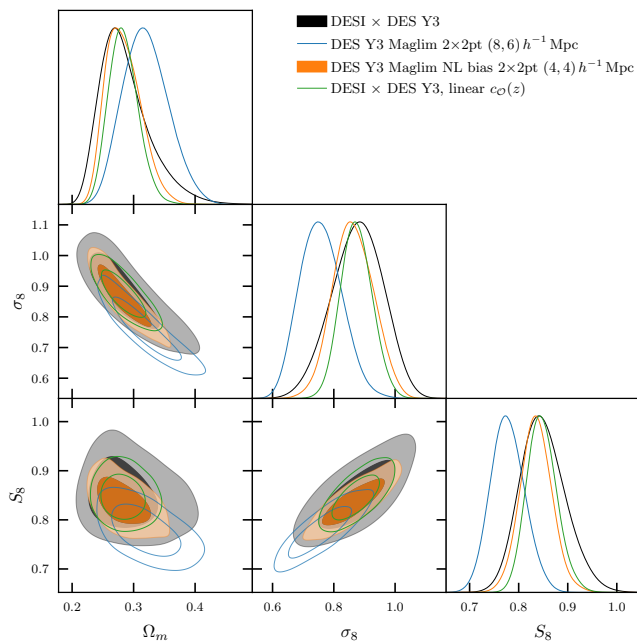 DESI × DES Y3
DES Y3 Maglim 2×2pt (8, 6) h⁻¹ Mpc
DES Y3 Maglim NL bias 2×2pt (4, 4) h⁻¹ Mpc
DESI × DES Y3, linear c_𝒪(z)
1.1
1.0
0.9
0.8
0.7
0.6
σ₈
1.0
0.9
0.8
0.7
S₈
0.2 0.3 0.4
0.6 0.8 1.0
0.7 0.8 0.9 1.0
Ωₘ
σ₈
S₈